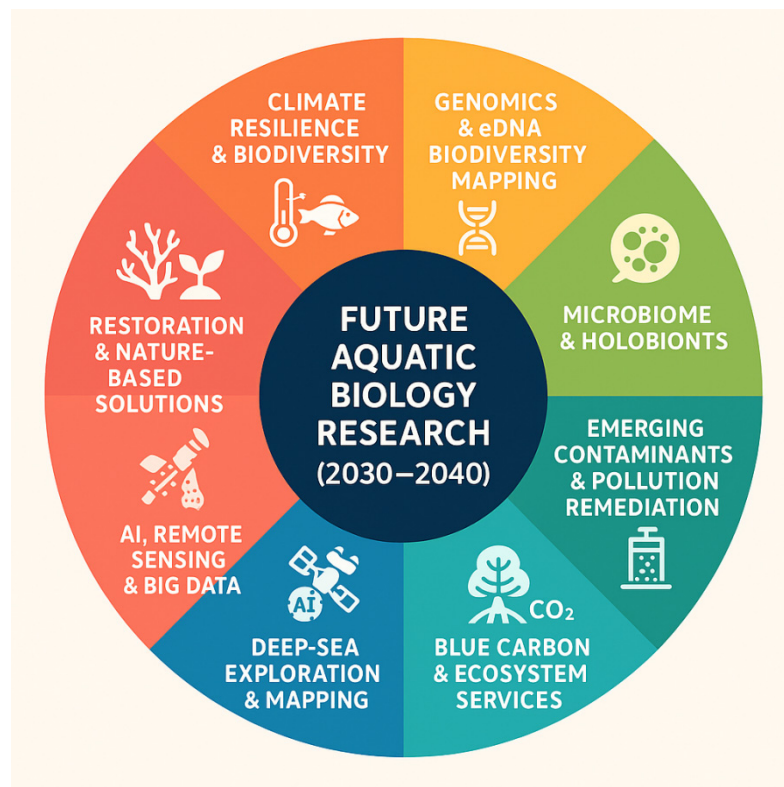 FUTURE
AQUATIC
BIOLOGY
RESEARCH
(2030–2040)
CLIMATE
RESILIENCE
& BIODIVERSITY
GENOMICS
& eDNA
BIODIVERSITY
MAPPING
MICROBIOME
& HOLOBIONTS
EMERGING
CONTAMINANTS
& POLLUTION
REMEDIATION
CO₂
BLUE CARBON
& ECOSYSTEM
SERVICES
AI
DEEP-SEA
EXPLORATION
& MAPPING
AI, REMOTE
SENSING
& BIG DATA
RESTORATION
& NATURE-
BASED
SOLUTIONS